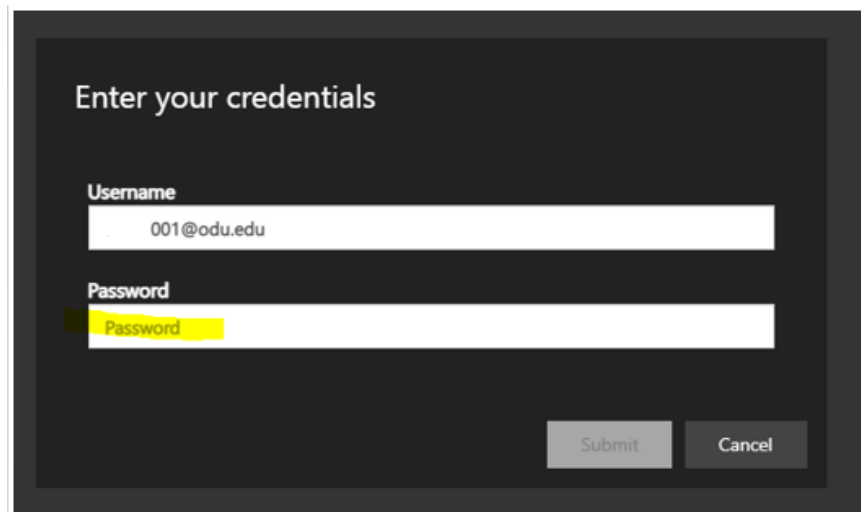 Enter your credentials
Username
001@odu.edu
Password
Password
Submit
Cancel